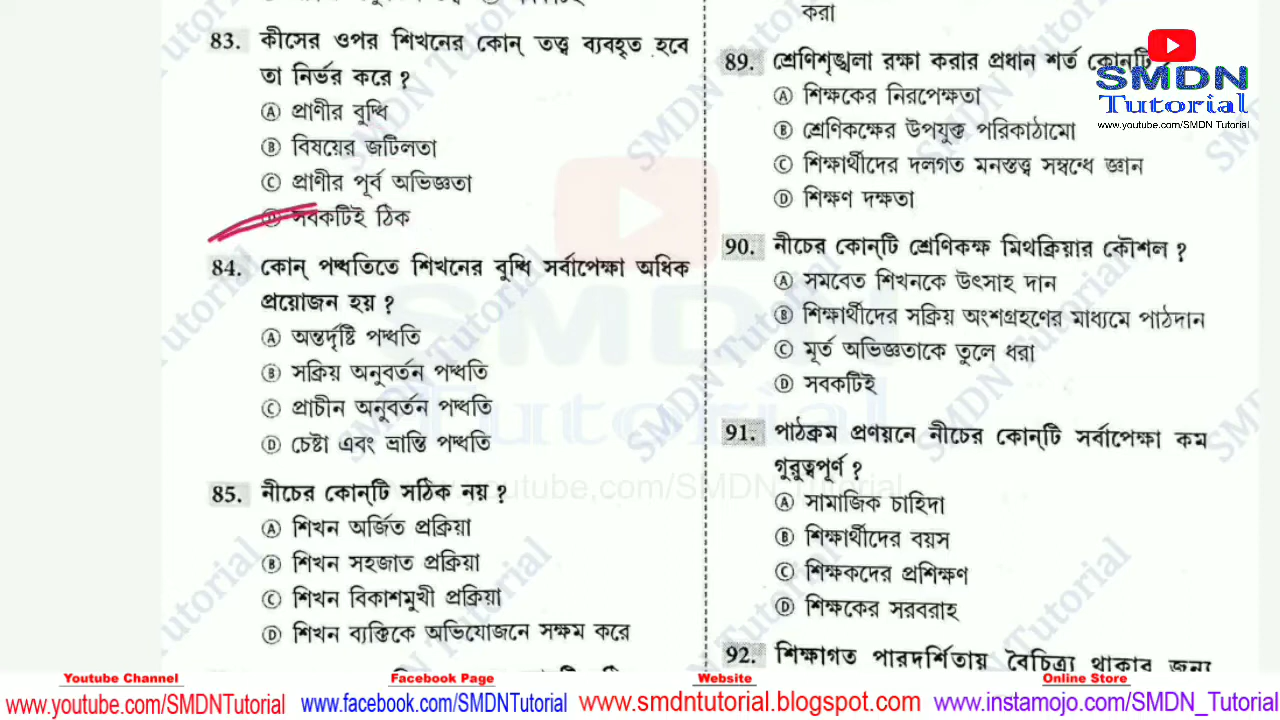 83. কীসের ওপর শিখনের কোন্ তত্ত্ব ব্যবহৃত হবে
তা নির্ভর করে ?
Ⓐ প্রাণীর বুদ্ধি
Ⓑ বিষয়ের জটিলতা
Ⓒ প্রাণীর পূর্ব অভিজ্ঞতা
Ⓓ সবকটিই ঠিক
84. কোন্ পদ্ধতিতে শিখনের বুদ্ধি সর্বাপেক্ষা অধিক
প্রয়োজন হয় ?
Ⓐ অন্তর্দৃষ্টি পদ্ধতি
Ⓑ সক্রিয় অনুবর্তন পদ্ধতি
Ⓒ প্রাচীন অনুবর্তন পদ্ধতি
Ⓓ চেষ্টা এবং ভ্রান্তি পদ্ধতি
85. নীচের কোন্‌টি সঠিক নয় ?
Ⓐ শিখন অর্জিত প্রক্রিয়া
Ⓑ শিখন সহজাত প্রক্রিয়া
Ⓒ শিখন বিকাশমুখী প্রক্রিয়া
Ⓓ শিখন ব্যক্তিকে অভিযোজনে সক্ষম করে
করা
89. শ্রেণিশৃঙ্খলা রক্ষা করার প্রধান শর্ত কোন্‌টি
Ⓐ শিক্ষকের নিরপেক্ষতা
Ⓑ শ্রেণিকক্ষের উপযুক্ত পরিকাঠামো
Ⓒ শিক্ষার্থীদের দলগত মনস্তত্ত্ব সম্বন্ধে জ্ঞান
Ⓓ শিক্ষণ দক্ষতা
90. নীচের কোন্‌টি শ্রেণিকক্ষ মিথষ্ক্রিয়ার কৌশল ?
Ⓐ সমবেত শিখনকে উৎসাহ দান
Ⓑ শিক্ষার্থীদের সক্রিয় অংশগ্রহণের মাধ্যমে পাঠদান
Ⓒ মূর্ত অভিজ্ঞতাকে তুলে ধরা
Ⓓ সবকটিই
91. পাঠক্রম প্রণয়নে নীচের কোন্‌টি সর্বাপেক্ষা কম
গুরুত্বপূর্ণ ?
Ⓐ সামাজিক চাহিদা
Ⓑ শিক্ষার্থীদের বয়স
Ⓒ শিক্ষকদের প্রশিক্ষণ
Ⓓ শিক্ষকের সরবরাহ
92. শিক্ষাগত পারদর্শিতায় বৈচিত্র্য থাকার জন্য
SMDN
Tutorial
www.youtube.com/SMDN Tutorial
SMDN
Tutorial
www.youtube.com/SMDN_Tutorial
Youtube Channel Facebook Page Website Online Store
www.youtube.com/SMDNTutorial www.facebook.com/SMDNTutorial www.smdntutorial.blogspot.com www.instamojo.com/SMDN_Tutorial